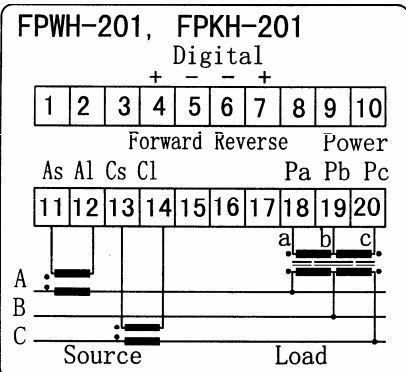 FPWH-201, FPKH-201
Digital
+ − − +
1 2 3 4 5 6 7 8 9 10
Forward Reverse Power
As Al Cs Cl Pa Pb Pc
11 12 13 14 15 16 17 18 19 20
a b c
A
B
C
Source Load